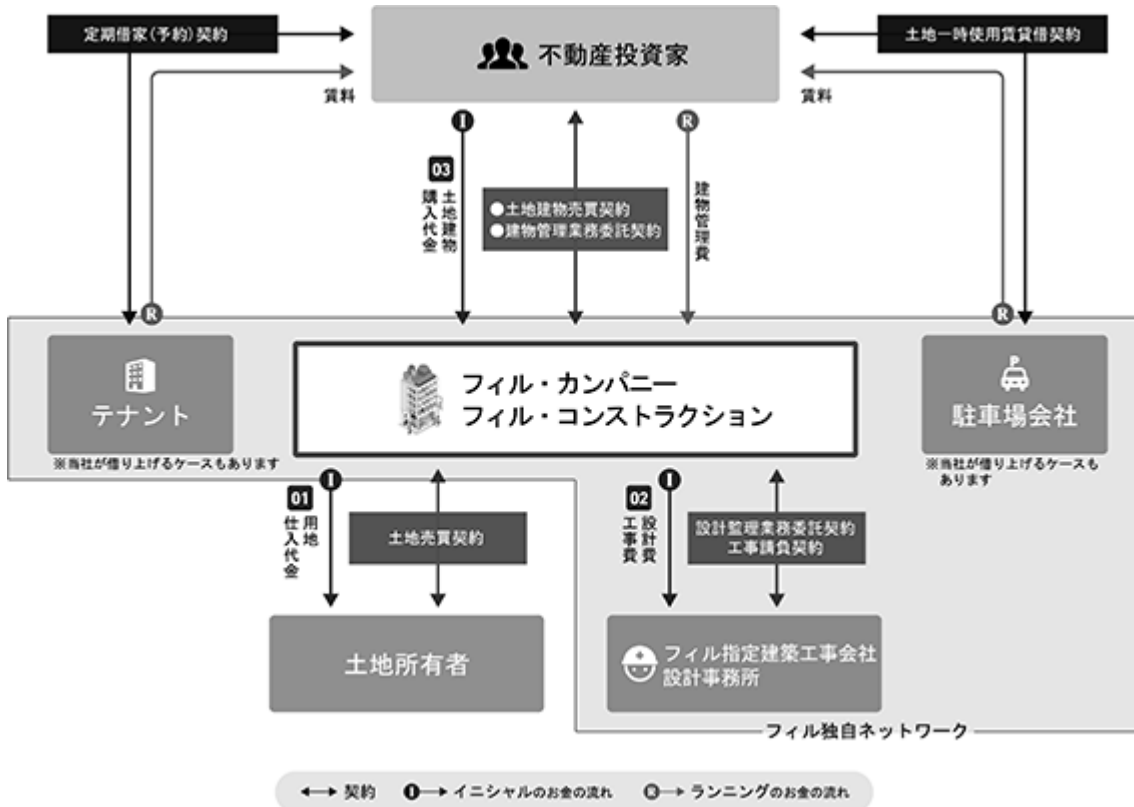 定期借家(予約)契約
不動産投資家
土地一時使用賃貸借契約
賃料
賃料
I
R
03
土地建物
購入代金
●土地建物売買契約
●建物管理業務委託契約
建物管理費
R
R
テナント
※当社が借り上げるケースもあります
フィル・カンパニー
フィル・コンストラクション
P
駐車場会社
※当社が借り上げるケースも
あります
I
01
用地
仕入代金
土地売買契約
I
02
設計費
工事費
設計監理業務委託契約
工事請負契約
土地所有者
フィル指定建築工事会社
設計事務所
フィル独自ネットワーク
契約
I
イニシャルのお金の流れ
R
ランニングのお金の流れ